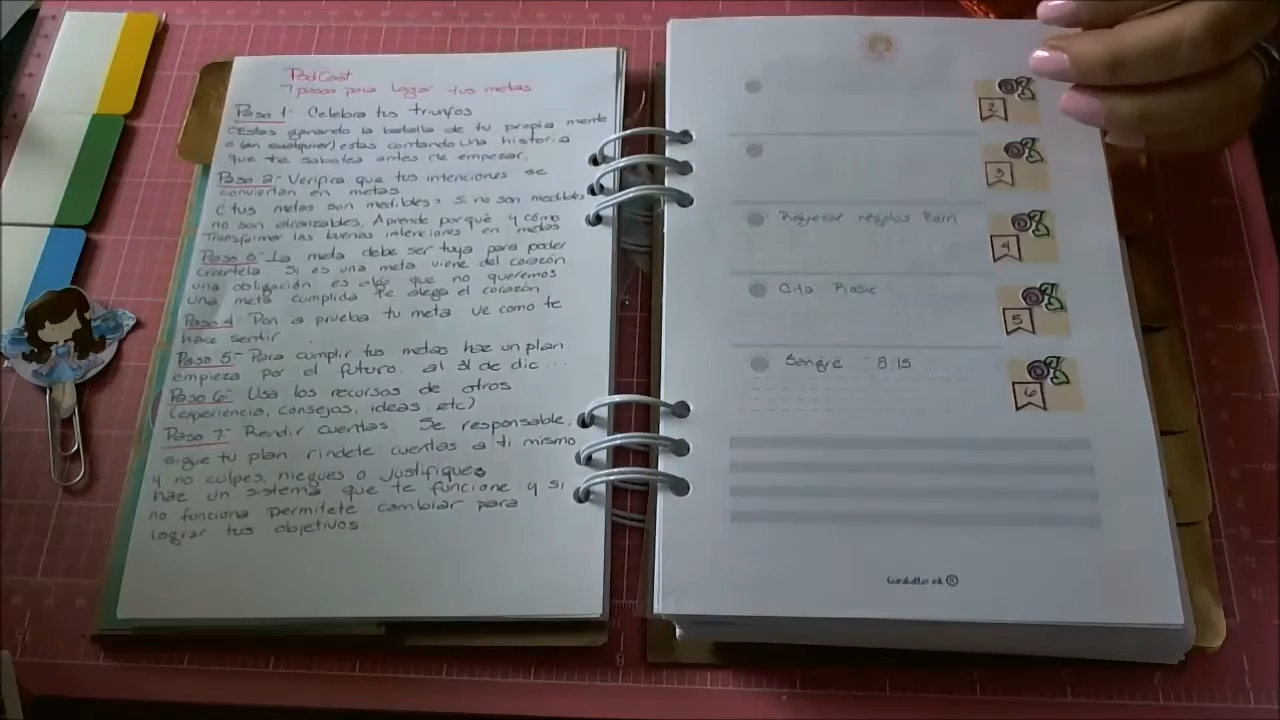 PodCast
7 pasos para lograr tus metas
Paso 1- Celebra tus triunfos
(Estas ganando la batalla de tu propia mente
o (en cualquier) estas contando una historia
que te sabotea antes de empezar.
Paso 2- Verifica que tus intenciones se
conviertan en metas
¿tus metas son medibles? Si no son medibles
no son alcanzables. Aprende por qué y cómo
transformar las buenas intenciones en metas
Paso 3- La meta debe ser tuya para poder
creertela Si es una meta viene del corazón
una obligación es algo que no queremos
una meta cumplida te alega el corazón
Paso 4- Pon a prueba tu meta ve como te
hace sentir
Paso 5- Para cumplir tus metas haz un plan
empieza por el futuro. al 31 de dic...
Paso 6- Usa los recursos de otros
(experiencia, consejos, ideas etc)
Paso 7- Rendir cuentas. Se responsable,
sigue tu plan. rindete cuentas a ti mismo
y no culpes, niegues o justifiques
haz un sistema que te funcione y si
no funciona permitete cambiar para
lograr tus objetivos.
2
3
Regresar regalos
4
Cita
5
Sangre 8:15
6